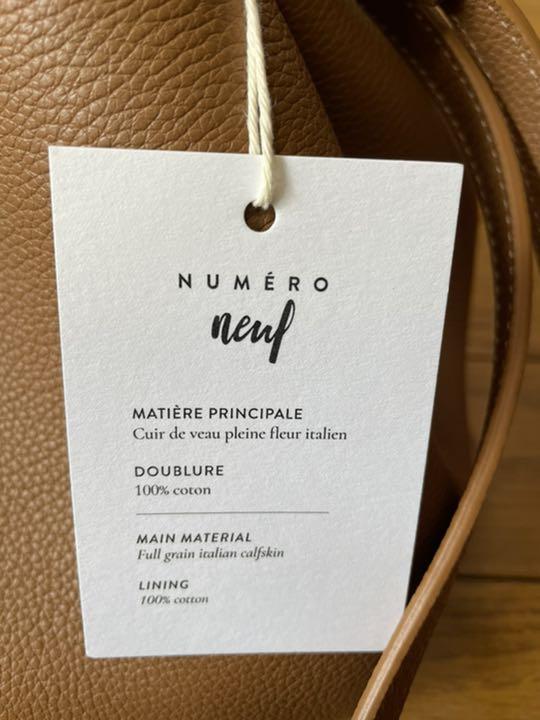 NUMÉRO
neuf
MATIÈRE PRINCIPALE
Cuir de veau pleine fleur italien
DOUBLURE
100% coton
MAIN MATERIAL
Full grain italian calfskin
LINING
100% cotton